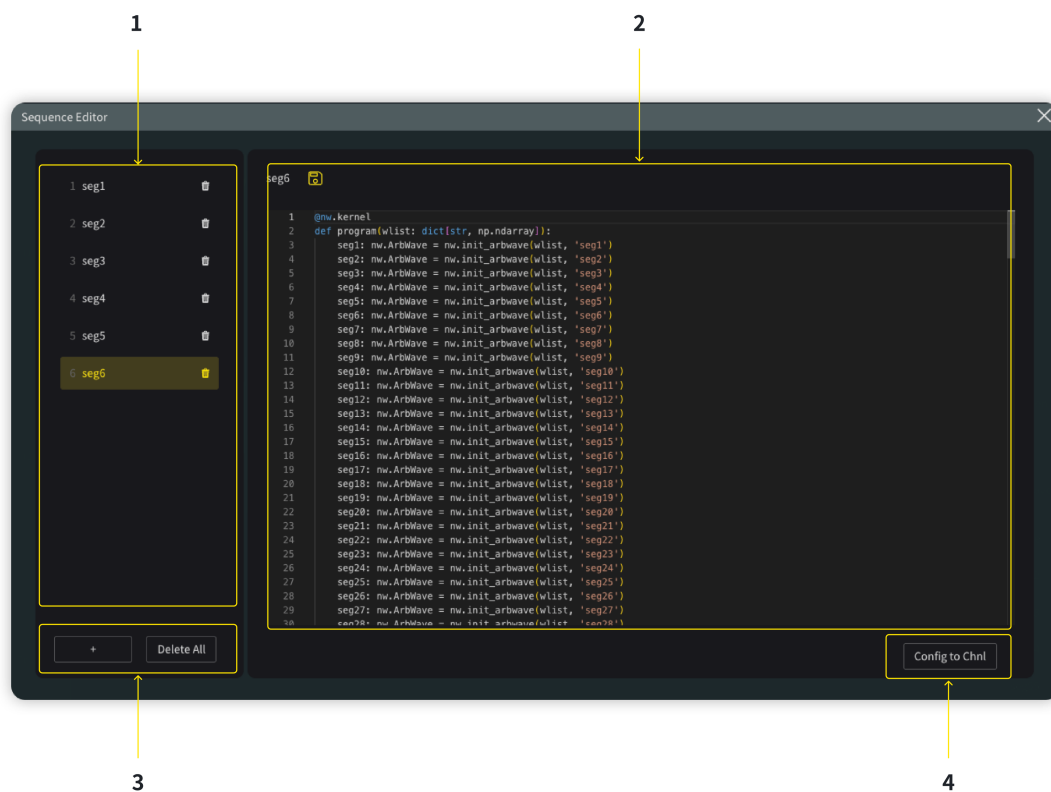 1
2
Sequence Editor
1 seg1
2 seg2
3 seg3
4 seg4
5 seg5
6 seg6
+
Delete All
seg6
1 @nw.kernel
2 def program(wlist: dict[str, np.ndarray]):
3 seg1: nw.ArbWave = nw.init_arbwave(wlist, 'seg1')
4 seg2: nw.ArbWave = nw.init_arbwave(wlist, 'seg2')
5 seg3: nw.ArbWave = nw.init_arbwave(wlist, 'seg3')
6 seg4: nw.ArbWave = nw.init_arbwave(wlist, 'seg4')
7 seg5: nw.ArbWave = nw.init_arbwave(wlist, 'seg5')
8 seg6: nw.ArbWave = nw.init_arbwave(wlist, 'seg6')
9 seg7: nw.ArbWave = nw.init_arbwave(wlist, 'seg7')
10 seg8: nw.ArbWave = nw.init_arbwave(wlist, 'seg8')
11 seg9: nw.ArbWave = nw.init_arbwave(wlist, 'seg9')
12 seg10: nw.ArbWave = nw.init_arbwave(wlist, 'seg10')
13 seg11: nw.ArbWave = nw.init_arbwave(wlist, 'seg11')
14 seg12: nw.ArbWave = nw.init_arbwave(wlist, 'seg12')
15 seg13: nw.ArbWave = nw.init_arbwave(wlist, 'seg13')
16 seg14: nw.ArbWave = nw.init_arbwave(wlist, 'seg14')
17 seg15: nw.ArbWave = nw.init_arbwave(wlist, 'seg15')
18 seg16: nw.ArbWave = nw.init_arbwave(wlist, 'seg16')
19 seg17: nw.ArbWave = nw.init_arbwave(wlist, 'seg17')
20 seg18: nw.ArbWave = nw.init_arbwave(wlist, 'seg18')
21 seg19: nw.ArbWave = nw.init_arbwave(wlist, 'seg19')
22 seg20: nw.ArbWave = nw.init_arbwave(wlist, 'seg20')
23 seg21: nw.ArbWave = nw.init_arbwave(wlist, 'seg21')
24 seg22: nw.ArbWave = nw.init_arbwave(wlist, 'seg22')
25 seg23: nw.ArbWave = nw.init_arbwave(wlist, 'seg23')
26 seg24: nw.ArbWave = nw.init_arbwave(wlist, 'seg24')
27 seg25: nw.ArbWave = nw.init_arbwave(wlist, 'seg25')
28 seg26: nw.ArbWave = nw.init_arbwave(wlist, 'seg26')
29 seg27: nw.ArbWave = nw.init_arbwave(wlist, 'seg27')
30 seg28: nw.ArbWave = nw.init_arbwave(wlist, 'seg28')
Config to Chnl
3
4